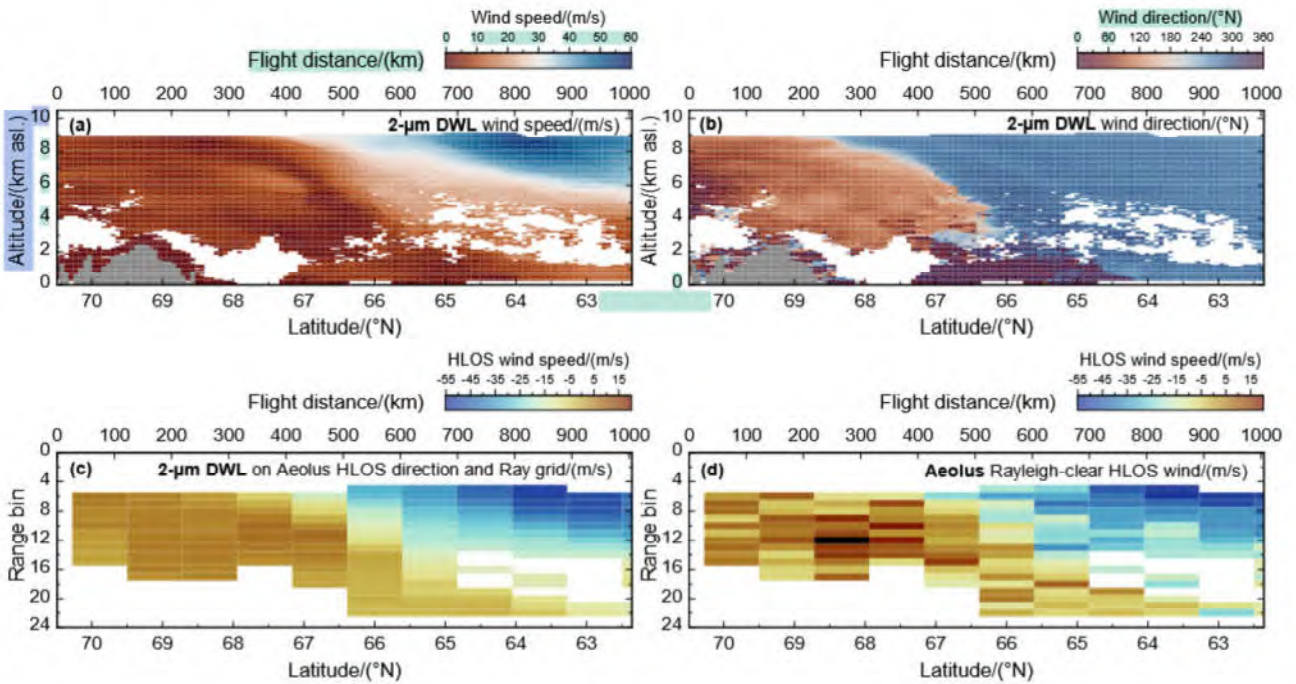 Wind speed/(m/s)
0 10 20 30 40 50 60
Flight distance/(km)
0 100 200 300 400 500 600 700 800 900 1000
Altitude/(km asl.)
10
8
6
4
2
0
(a) 2-µm DWL wind speed/(m/s)
70 69 68 67 66 65 64 63
Latitude/(°N)
Wind direction/(°N)
0 60 120 180 240 300 360
Flight distance/(km)
0 100 200 300 400 500 600 700 800 900 1000
Altitude/(km asl.)
10
8
6
4
2
0
(b) 2-µm DWL wind direction/(°N)
70 69 68 67 66 65 64 63
Latitude/(°N)
HLOS wind speed/(m/s)
-55 -45 -35 -25 -15 -5 5 15
Flight distance/(km)
0 100 200 300 400 500 600 700 800 900 1000
Range bin
0
4
8
12
16
20
24
(c) 2-µm DWL on Aeolus HLOS direction and Ray grid/(m/s)
70 69 68 67 66 65 64 63
Latitude/(°N)
HLOS wind speed/(m/s)
-55 -45 -35 -25 -15 -5 5 15
Flight distance/(km)
0 100 200 300 400 500 600 700 800 900 1000
Range bin
0
4
8
12
16
20
24
(d) Aeolus Rayleigh-clear HLOS wind/(m/s)
70 69 68 67 66 65 64 63
Latitude/(°N)